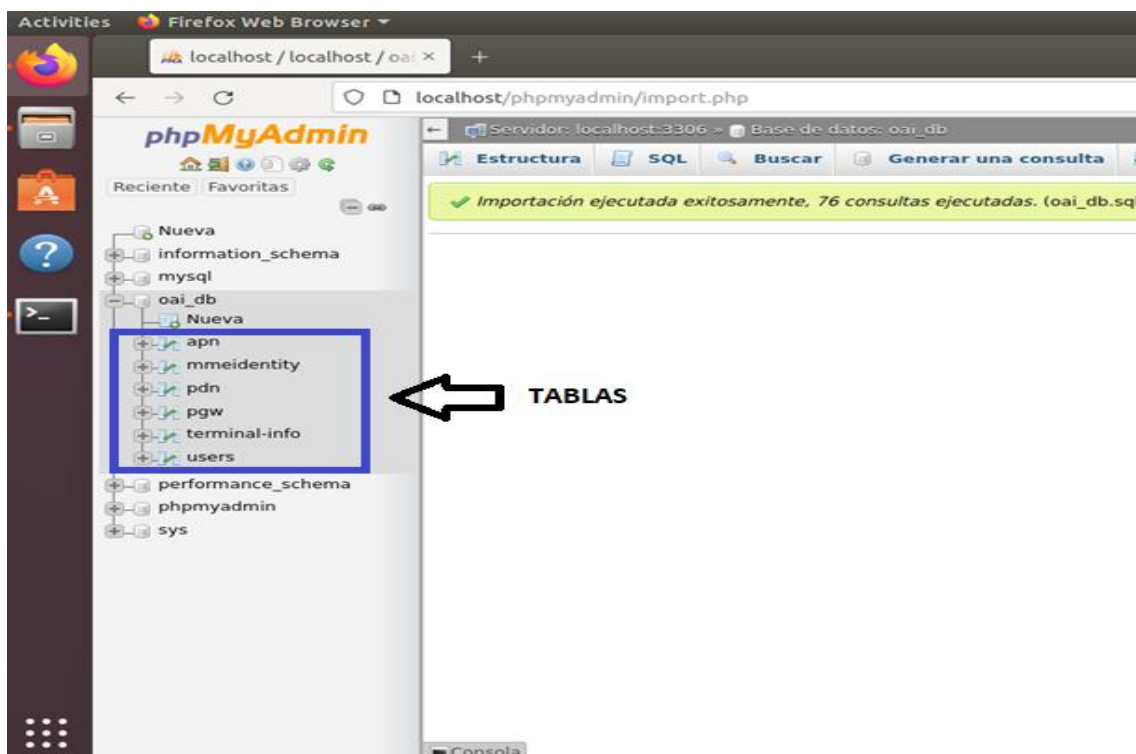 Activities Firefox Web Browser
localhost / localhost / oai
localhost/phpmyadmin/import.php
phpMyAdmin
Servidor: localhost:3306 » Base de datos: oai_db
Estructura SQL Buscar Generar una consulta
Reciente Favoritas
Importación ejecutada exitosamente, 76 consultas ejecutadas. (oai_db.sq
Nueva
information_schema
mysql
oai_db
Nueva
apn
mmeidentity
pdn
pgw
terminal-info
users
TABLAS
performance_schema
phpmyadmin
sys
Consola